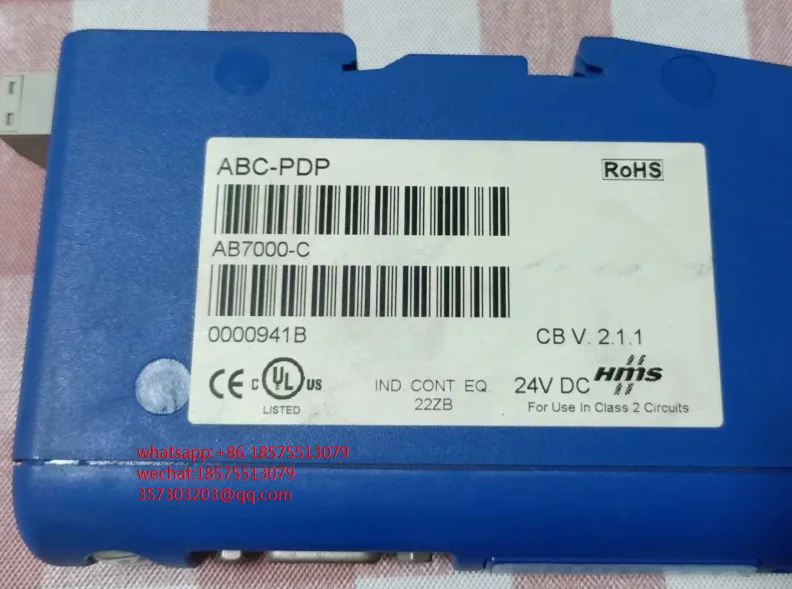 ABC-PDP
RoHS
AB7000-C
0000941B
CB V. 2.1.1
CE C UL US
LISTED
IND CONT EQ.
22ZB
24V DC HMS
For Use In Class 2 Circuits
whatsapp:+86 18575513079
wechat:18575513079
357303203@qq.com